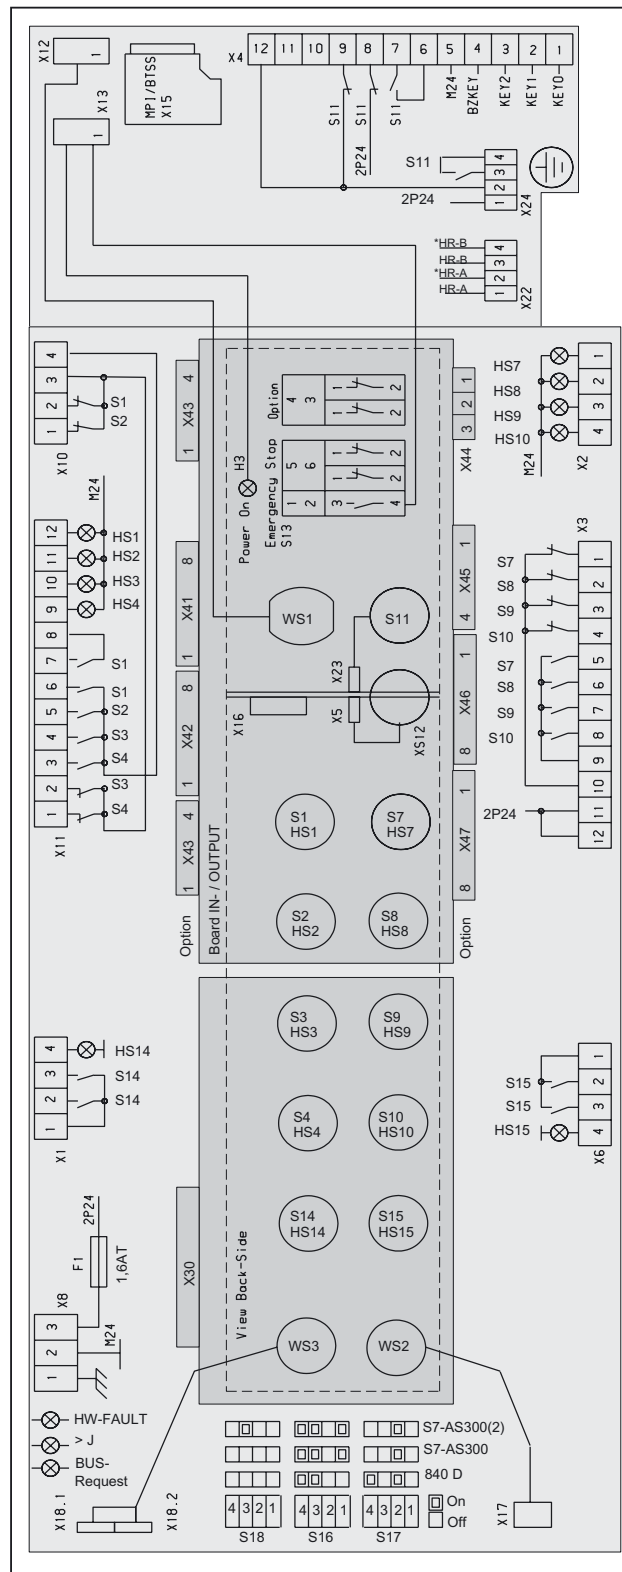 X12
1
X13
1
MPI/BTSS
X15
X4
12 11 10 9 8 7 6 5 4 3 2 1
S11
S11
S11
2P24
M24
BZKEY
KEY2
KEY1
KEY0
S11
2P24
4
3
2
1
X24
*HR-B
HR-B
*HR-A
HR-A
4
3
2
1
X22
4
3
2
1
S1
S2
X10
M24
12
11
10
9
8
7
6
5
4
3
2
1
HS1
HS2
HS3
HS4
S1
S1
S2
S3
S4
S3
S4
X11
4
X43
1
8
X41
1
8
X42
1
4
X43
1
Option
Board IN- / OUTPUT
Power On
H3
Emergency Stop
S13
Option
4 3
1 2
1 2
5 6
1 2
1 2
1 2
3 4
1
2
3
X44
1
X45
4
1
X46
8
1
X47
8
Option
WS1
S11
X23
X16
X5
XS12
S1
HS1
S7
HS7
S2
HS2
S8
HS8
HS7
HS8
HS9
HS10
M24
1
2
3
4
X2
X3
S7
S8
S9
S10
S7
S8
S9
S10
2P24
1
2
3
4
5
6
7
8
9
10
11
12
S3
HS3
S9
HS9
S4
HS4
S10
HS10
S14
HS14
S15
HS15
WS3
WS2
X30
View Back-Side
4
3
2
1
HS14
S14
S14
X1
S15
S15
HS15
1
2
3
4
X6
2P24
F1
1,6AT
X8
3
2
1
M24
HW-FAULT
> J
BUS-
Request
X18.1
X18.2
S7-AS300(2)
S7-AS300
840 D
4 3 2 1
4 3 2 1
4 3 2 1
S18
S16
S17
On
Off
X17